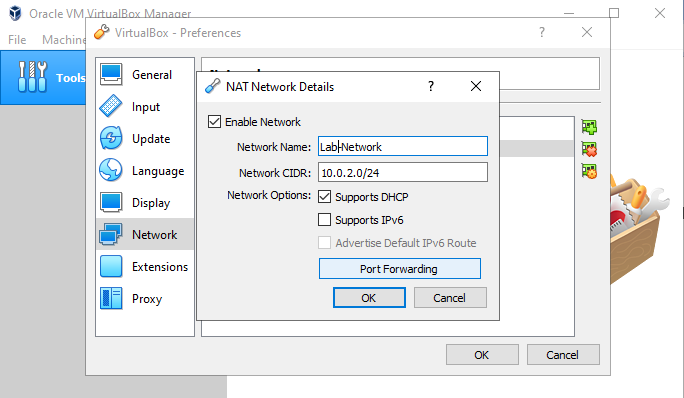 Oracle VM VirtualBox Manager
File Machine
VirtualBox - Preferences
Tools
General
Input
Update
Language
Display
Network
Extensions
Proxy
NAT Network Details
Enable Network
Network Name: Lab-Network
Network CIDR: 10.0.2.0/24
Network Options: Supports DHCP
Supports IPv6
Advertise Default IPv6 Route
Port Forwarding
OK Cancel
OK Cancel